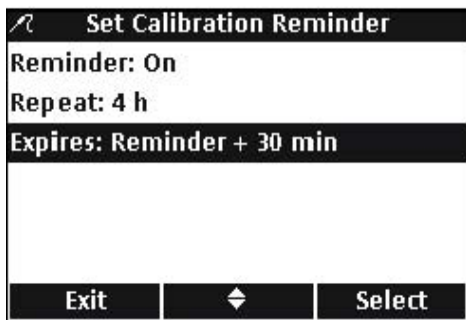 Set Calibration Reminder
Reminder: On
Repeat: 4 h
Expires: Reminder + 30 min
Exit Select